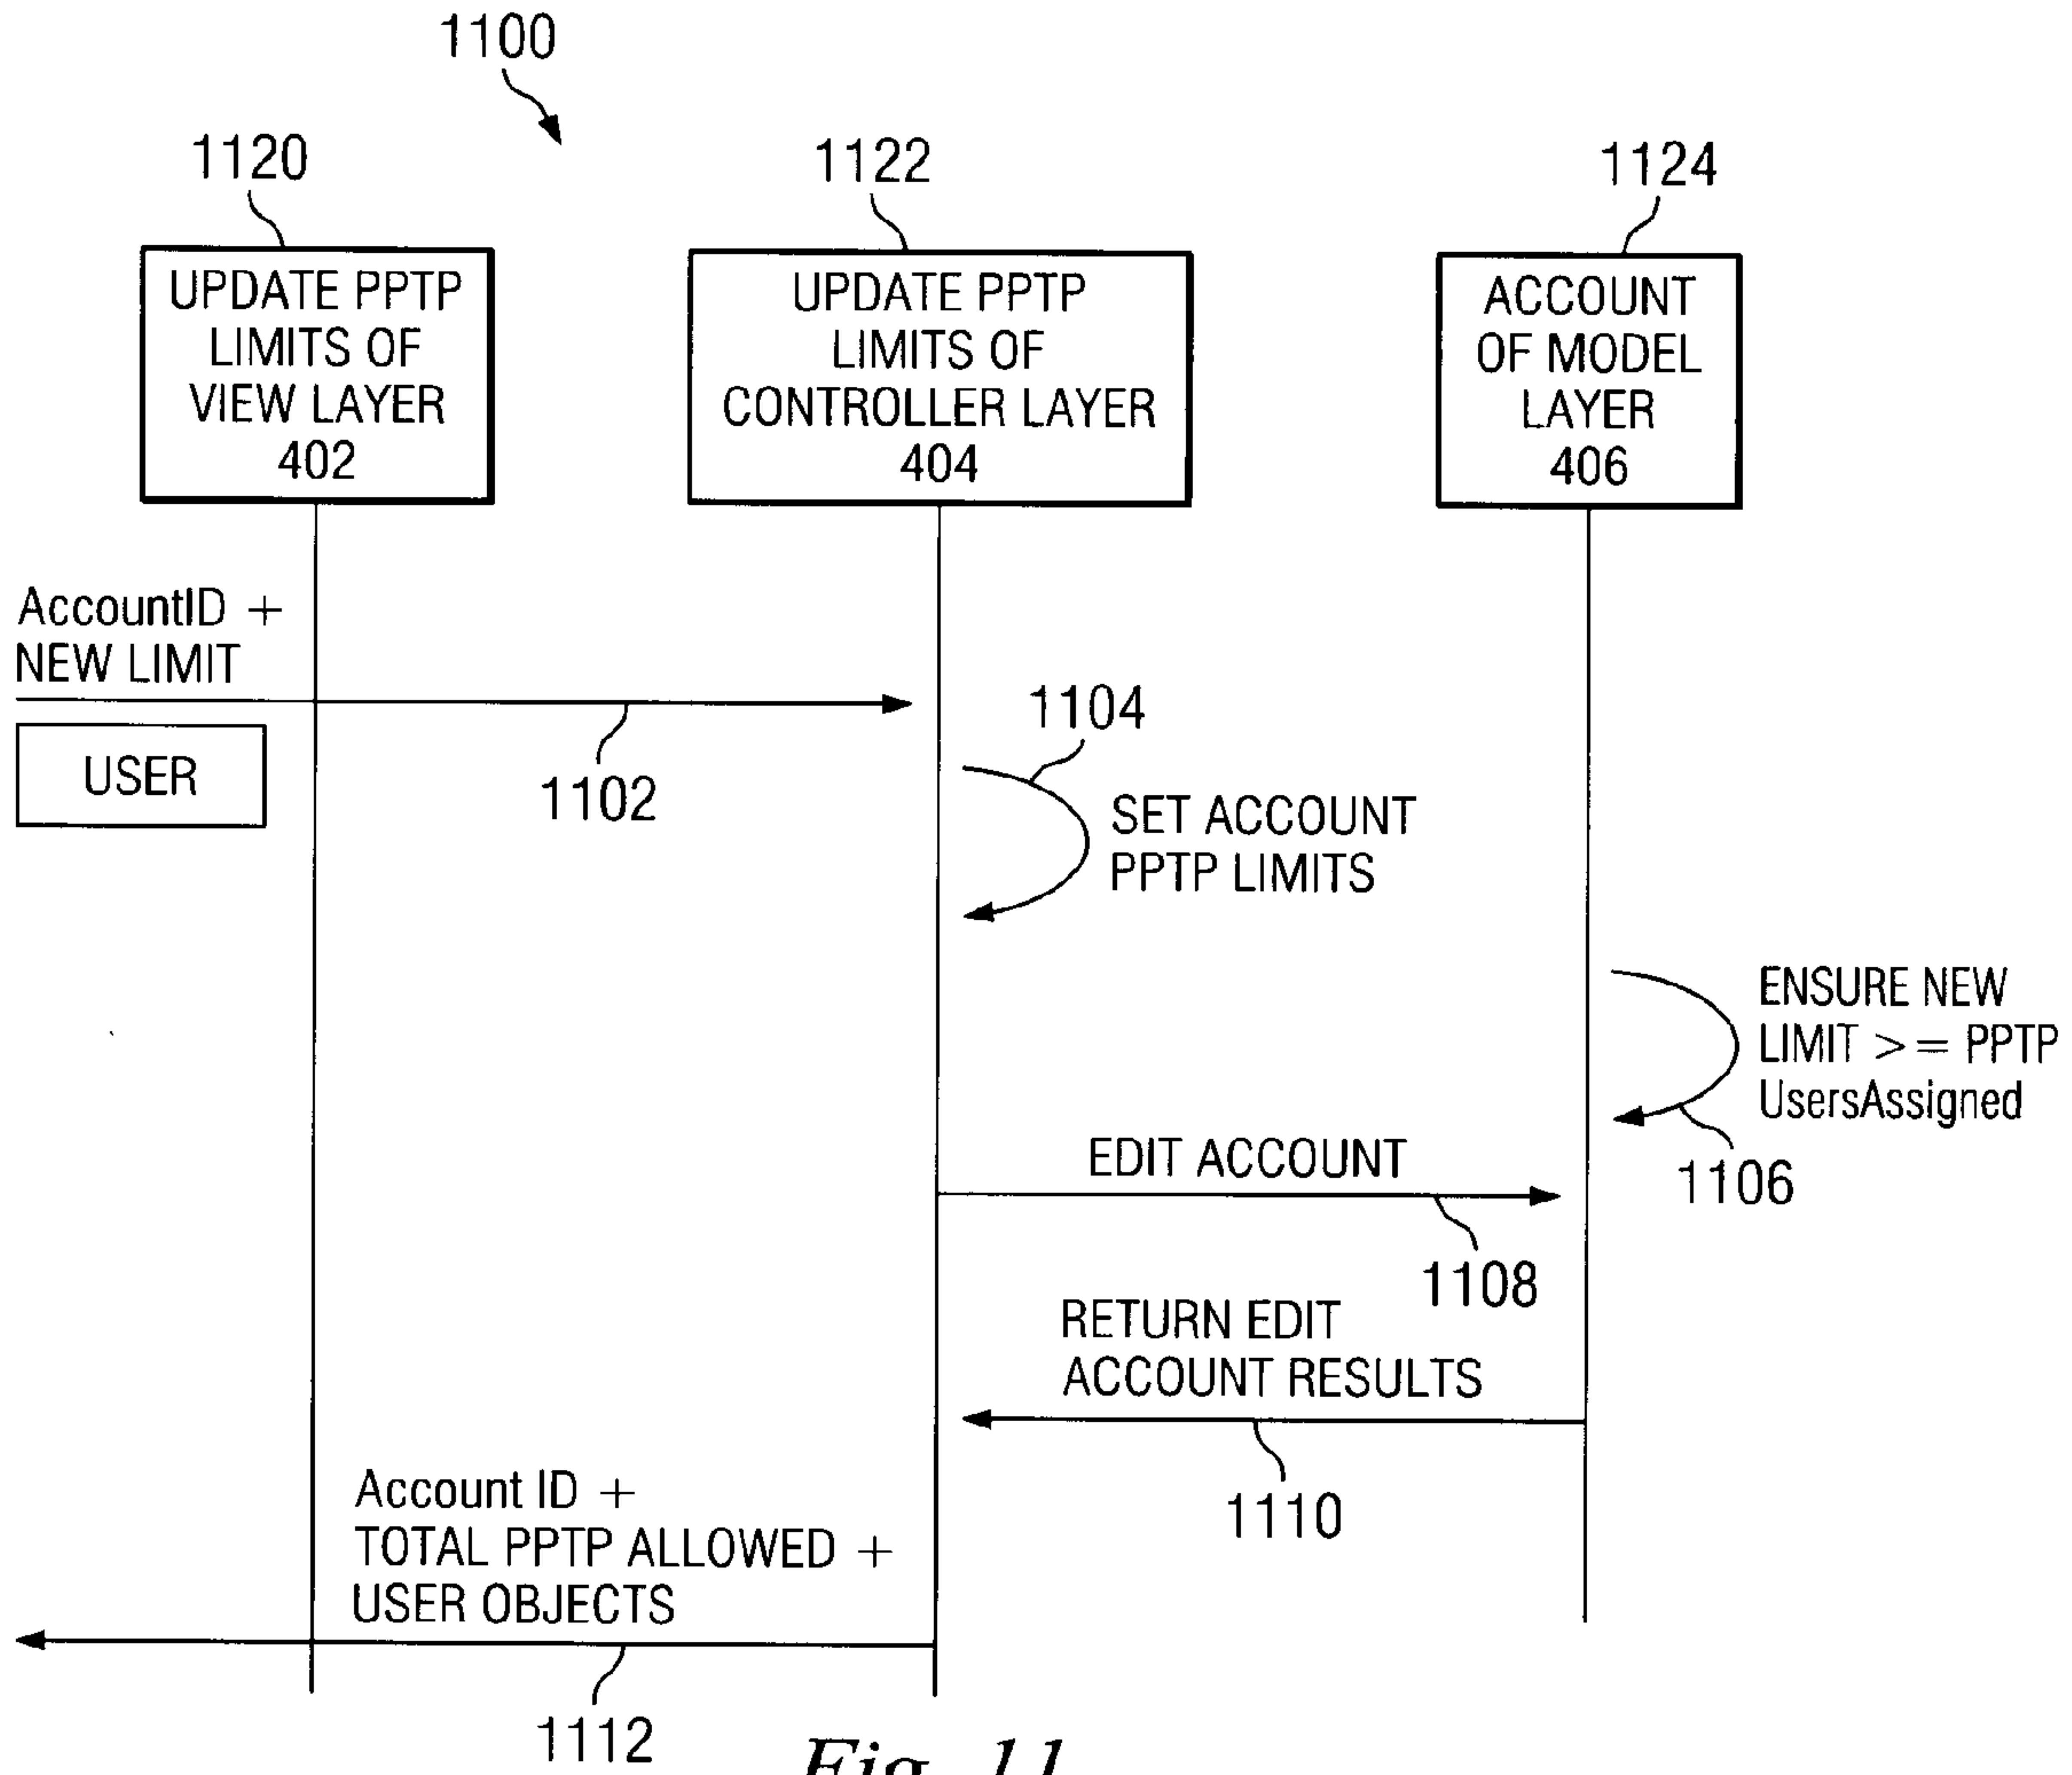 1100
1120
1122
1124
UPDATE PPTP
LIMITS OF
VIEW LAYER
402
UPDATE PPTP
LIMITS OF
CONTROLLER LAYER
404
ACCOUNT
OF MODEL
LAYER
406
AccountID +
NEW LIMIT
USER
1102
1104
SET ACCOUNT
PPTP LIMITS
ENSURE NEW
LIMIT >= PPTP
UsersAssigned
1106
EDIT ACCOUNT
1108
RETURN EDIT
ACCOUNT RESULTS
1110
Account ID +
TOTAL PPTP ALLOWED +
USER OBJECTS
1112
Fig. 11